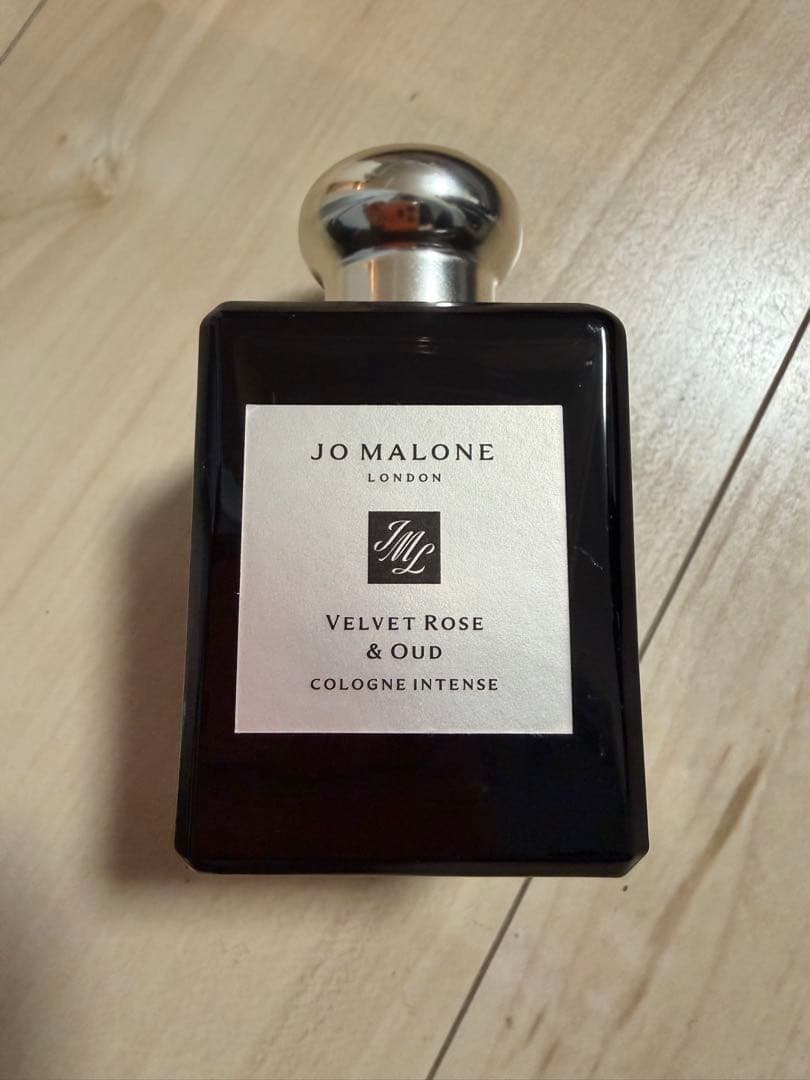 JO MALONE
LONDON
JML
VELVET ROSE
& OUD
COLOGNE INTENSE